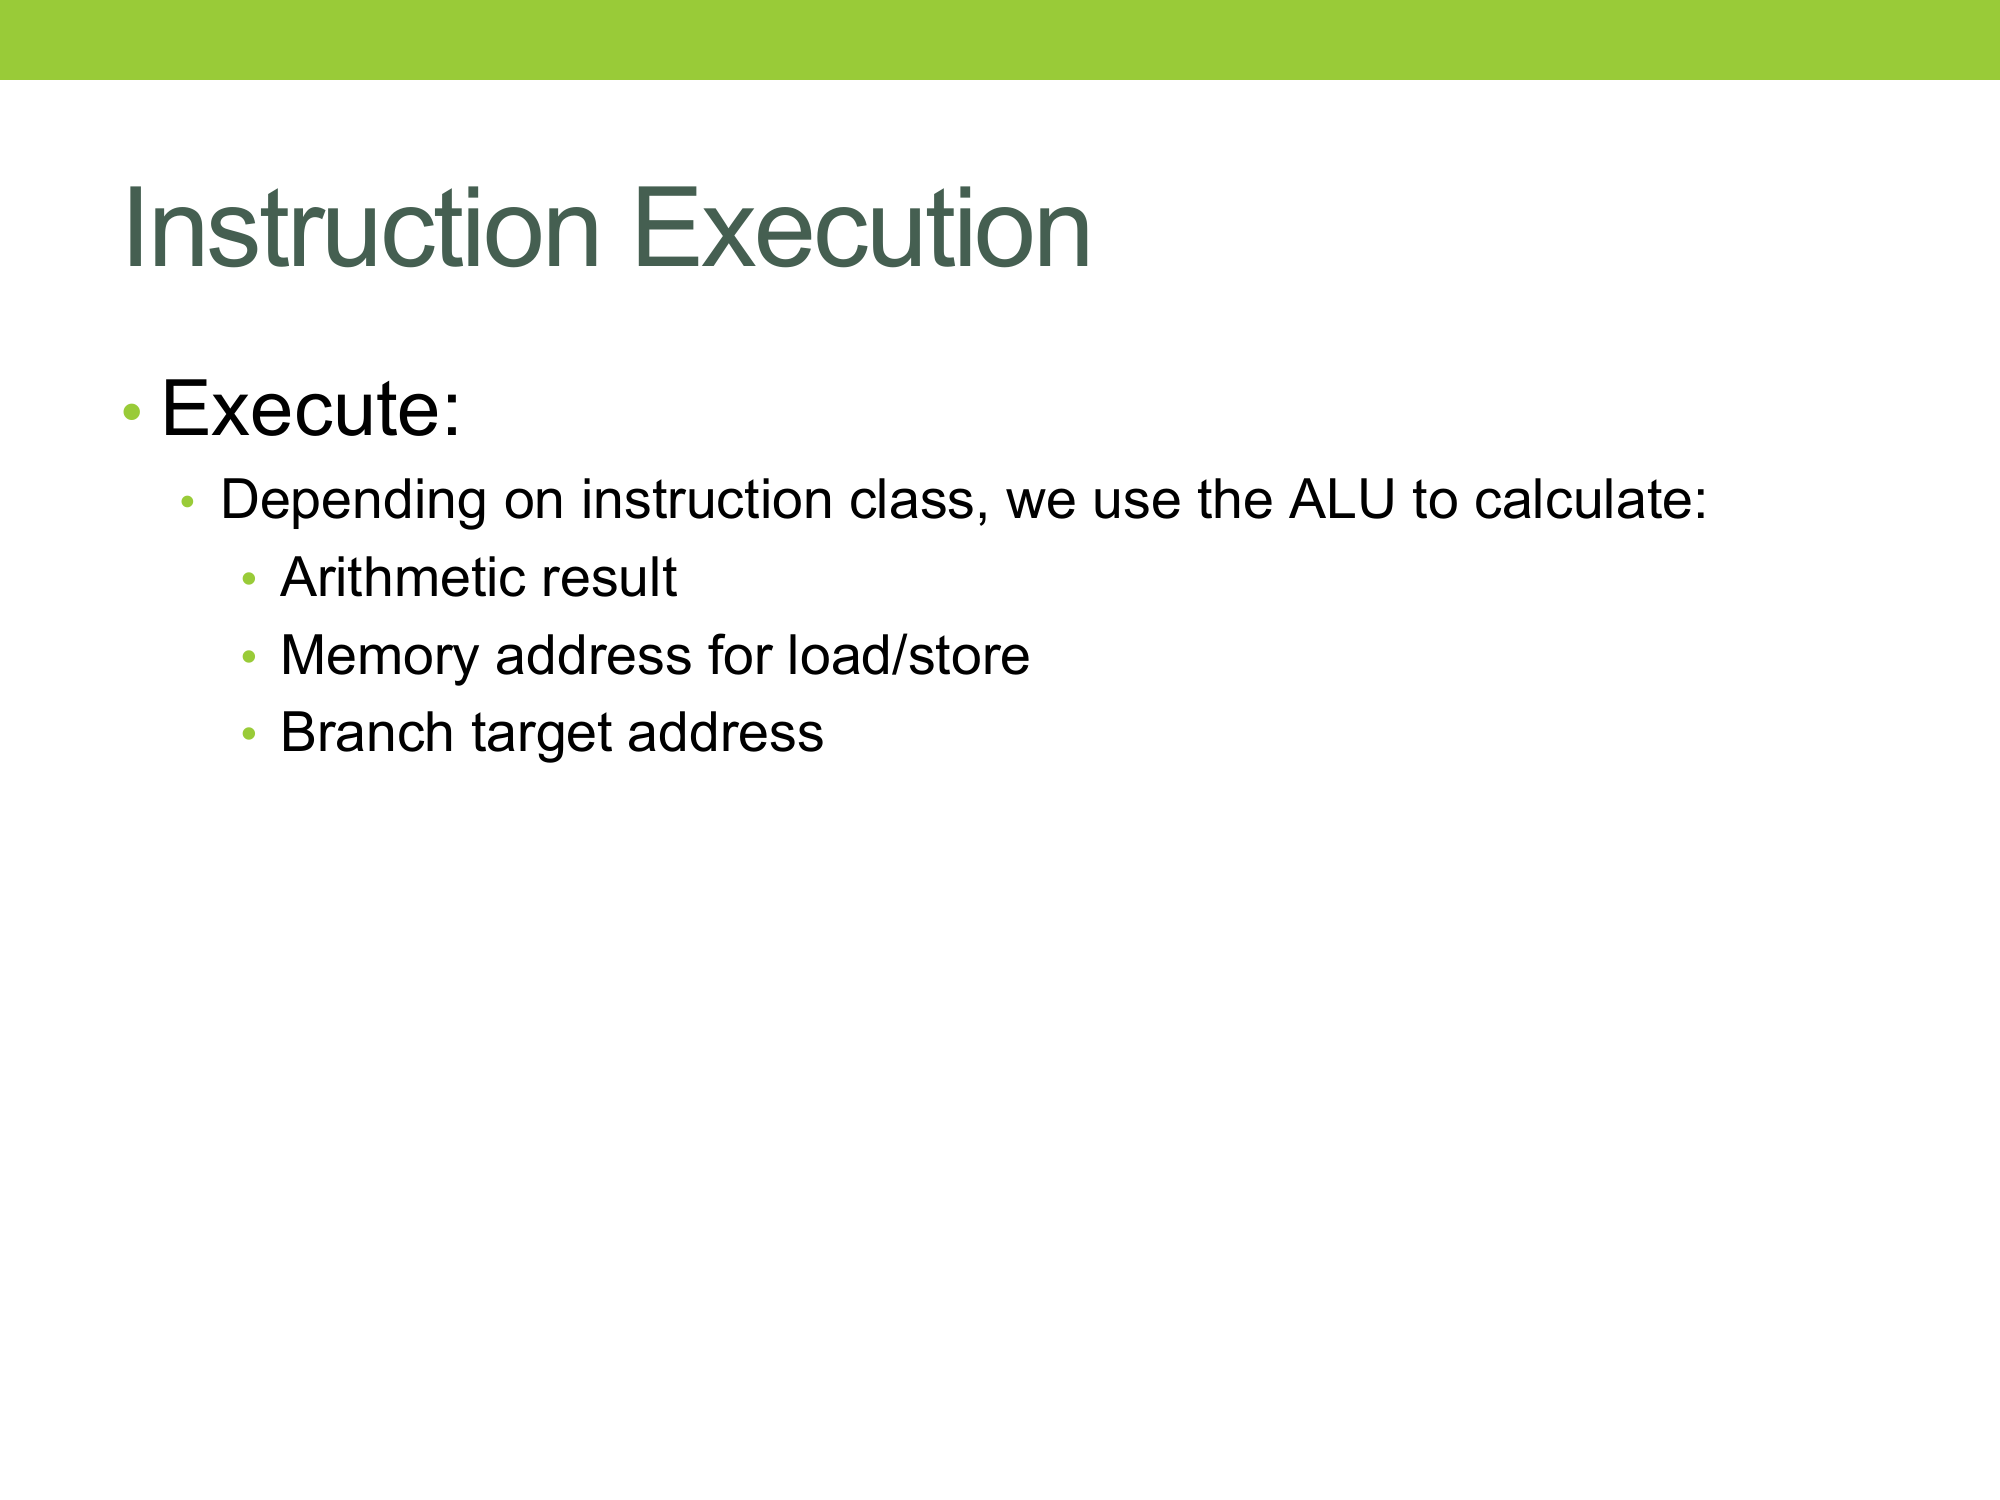 Instruction Execution
• Execute:
• Depending on instruction class, we use the ALU to calculate:
• Arithmetic result
• Memory address for load/store
• Branch target address